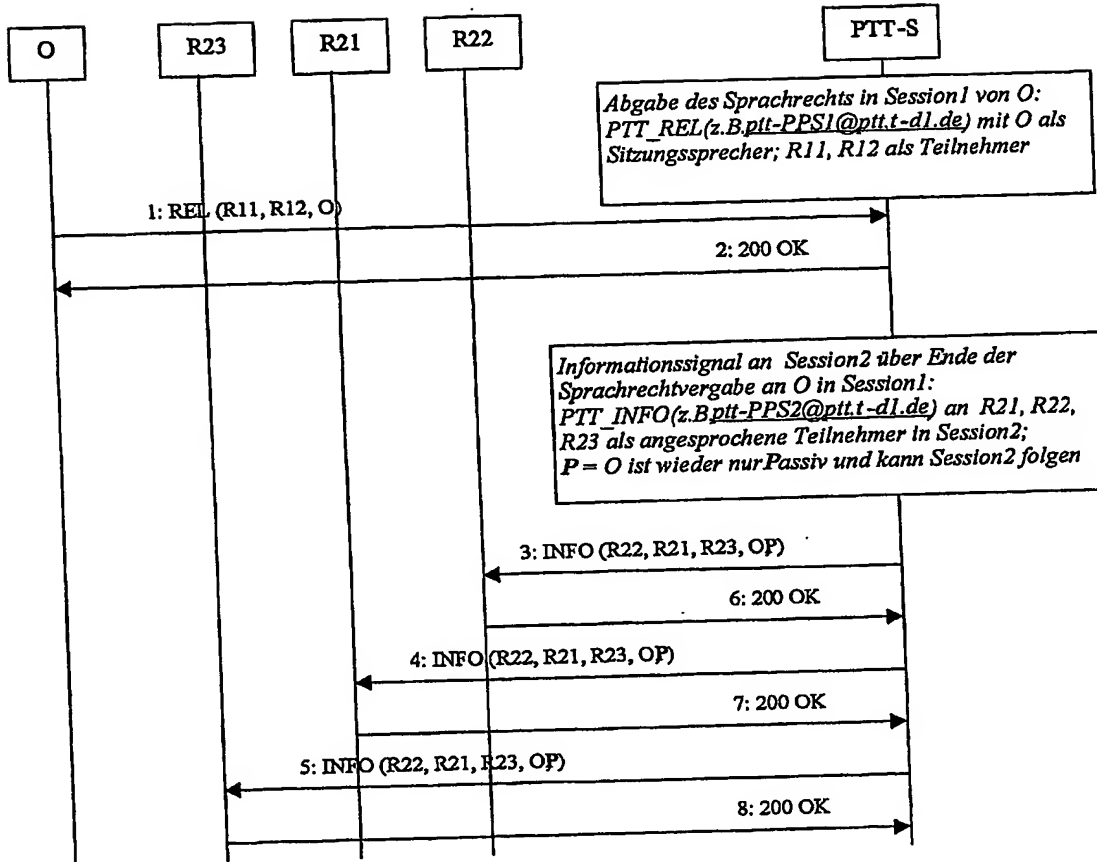 O
R23
R21
R22
PTT-S
Abgabe des Sprachrechts in Session1 von O:
PTT_REL(z.B.ptt-PPS1@ptt.t-d1.de) mit O als
Sitzungssprecher; R11, R12 als Teilnehmer
1: REL (R11, R12, O)
2: 200 OK
Informationssignal an Session2 über Ende der
Sprachrechtvergabe an O in Session1:
PTT_INFO(z.B.ptt-PPS2@ptt.t-d1.de) an R21, R22,
R23 als angesprochene Teilnehmer in Session2;
P = O ist wieder nur Passiv und kann Session2 folgen
3: INFO (R22, R21, R23, OP)
6: 200 OK
4: INFO (R22, R21, R23, OP)
7: 200 OK
5: INFO (R22, R21, R23, OP)
8: 200 OK